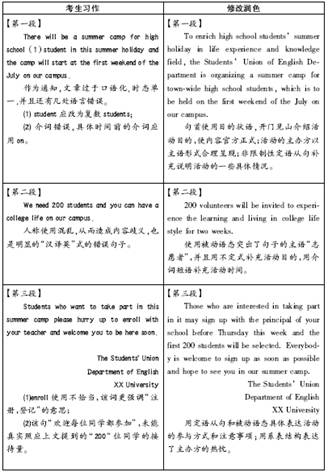 考生习作
修改润色
【第一段】
There will be a summer camp for high
school (1)student in this summer holiday and
the camp will start at the first weekend of the
July on our campus.
作为通知,文章过于口语化,时态单
一,并且还有几处语言错误。
(1) student 应改为复数 students;
(2) 介词错误,具体时间前的介词应
用 on。
【第一段】
To enrich high school students' summer
holiday in life experience and knowledge
field, the Students' Union of English De-
partment is organizing a summer camp for
town-wide high school students, which is to
be held on the first weekend of the July on
our campus.
句首使用目的状语,开门见山介绍活
动目的,使内容官方正式;活动的主办方以
主语形式合理呈现;非限制性定语从句补
充说明活动的一些具体情况。
【第二段】
We need 200 students and you can have a
college life on our campus.
人称使用混乱,从而造成内容歧义,也
是明显的“汉译英”式的错误句子。
【第二段】
200 volunteers will be invited to experi-
ence the learning and living in college life
style for two weeks.
使用被动语态突出了句子的主语“志
愿者”,并且用不定式补充活动目的,用介
词短语补充活动时间。
【第三段】
Students who want to take part in this
summer camp please hurry up to enroll with
your teacher and welcome you to be here soon.
The Students' Union
Department of English
XX University
(1)enroll 使用不恰当,该词更强调“注
册,登记”的意思;
(2)该句“欢迎每位同学都参加”,未能
真实照应上文提到的“200”位同学的接
待量。
【第三段】
Those who are interested in taking part
in it may sign up with the principal of your
school before Thursday this week and the
first 200 students will be selected. Everybod-
y is welcome to sign up as soon as possible
and hope to see you in our summer camp.
The Students' Union
Department of English
XX University
用定语从句和被动语态具体表达活动
的参与方式和注意事项;用系表结构表达
了主办方的热忱。